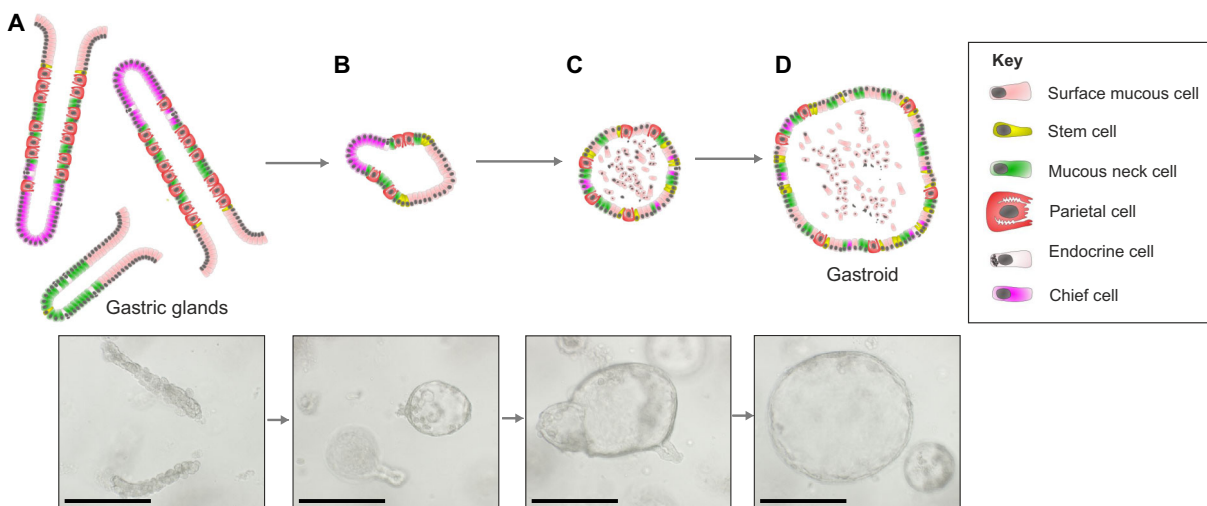 A
B
C
D
Gastric glands
Gastroid
Key
Surface mucous cell
Stem cell
Mucous neck cell
Parietal cell
Endocrine cell
Chief cell